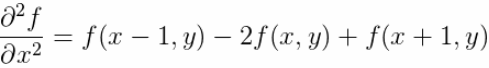 ∂²f/∂x² = f(x − 1, y) − 2f(x, y) + f(x + 1, y)